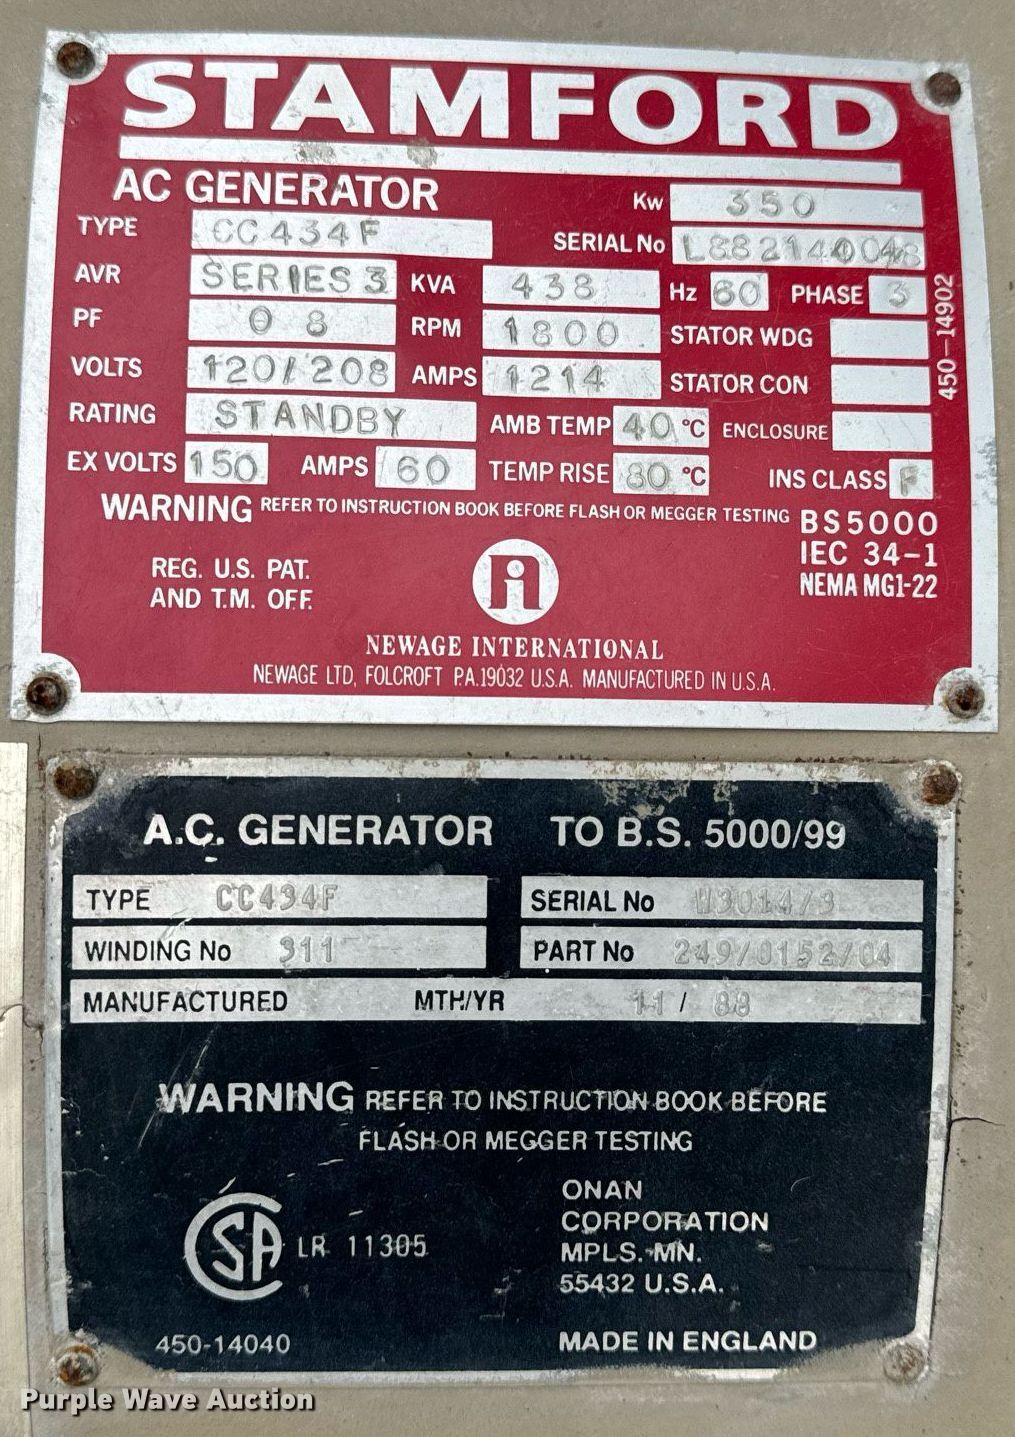 STAMFORD
AC GENERATOR
Kw 350
TYPE CC434F
SERIAL No L882140048
AVR SERIES 3 KVA 438 Hz 60 PHASE 3
PF 0 8 RPM 1800 STATOR WDG
VOLTS 120/208 AMPS 1214 STATOR CON
RATING STANDBY AMB TEMP 40 °C ENCLOSURE
EX VOLTS 150 AMPS 60 TEMP RISE 80 °C INS CLASS F
450-14902
WARNING REFER TO INSTRUCTION BOOK BEFORE FLASH OR MEGGER TESTING
BS5000
IEC 34-1
NEMA MG1-22
REG. U.S. PAT.
AND T.M. OFF.
n
NEWAGE INTERNATIONAL
NEWAGE LTD, FOLCROFT P.A.19032 U.S.A. MANUFACTURED IN U.S.A.
A.C. GENERATOR TO B.S. 5000/99
TYPE CC434F SERIAL No W3014/3
WINDING No 311 PART No 249/0152/04
MANUFACTURED MTH/YR 11 / 88
WARNING REFER TO INSTRUCTION BOOK BEFORE
FLASH OR MEGGER TESTING
CSA LR 11305
ONAN
CORPORATION
MPLS. MN.
55432 U.S.A.
450-14040
MADE IN ENGLAND
Purple Wave Auction